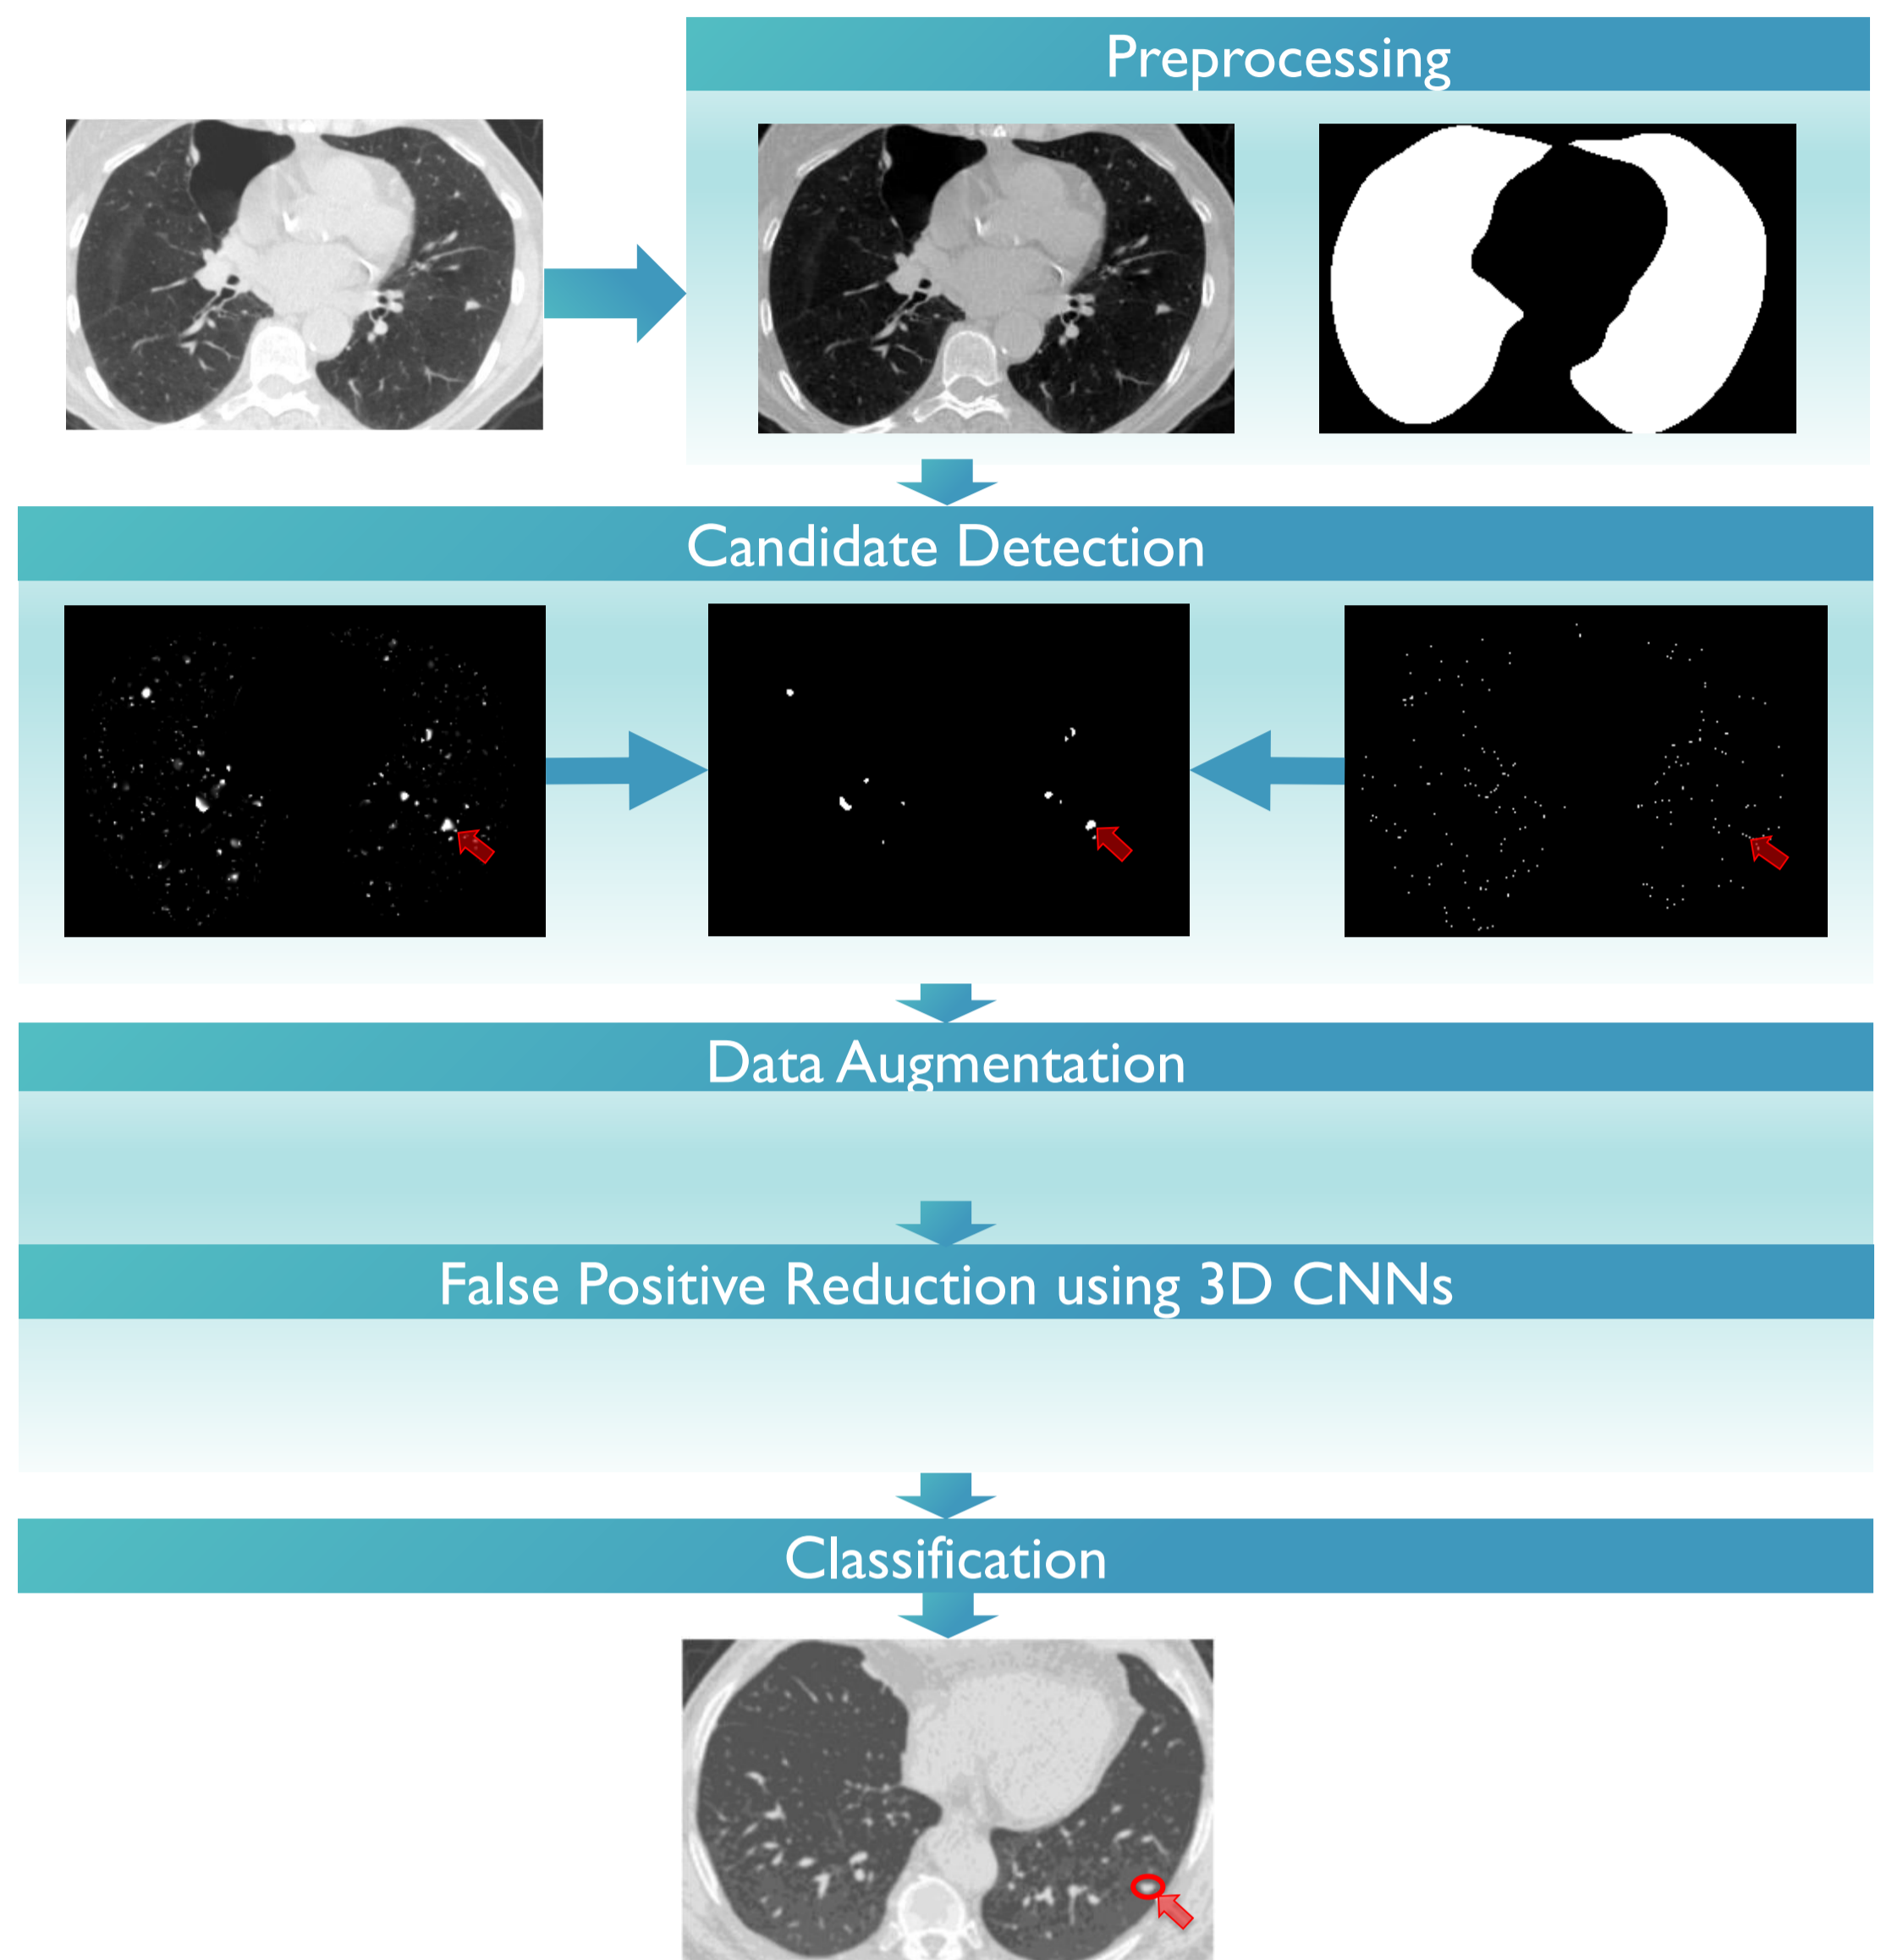 Preprocessing
Candidate Detection
Data Augmentation
False Positive Reduction using 3D CNNs
Classification